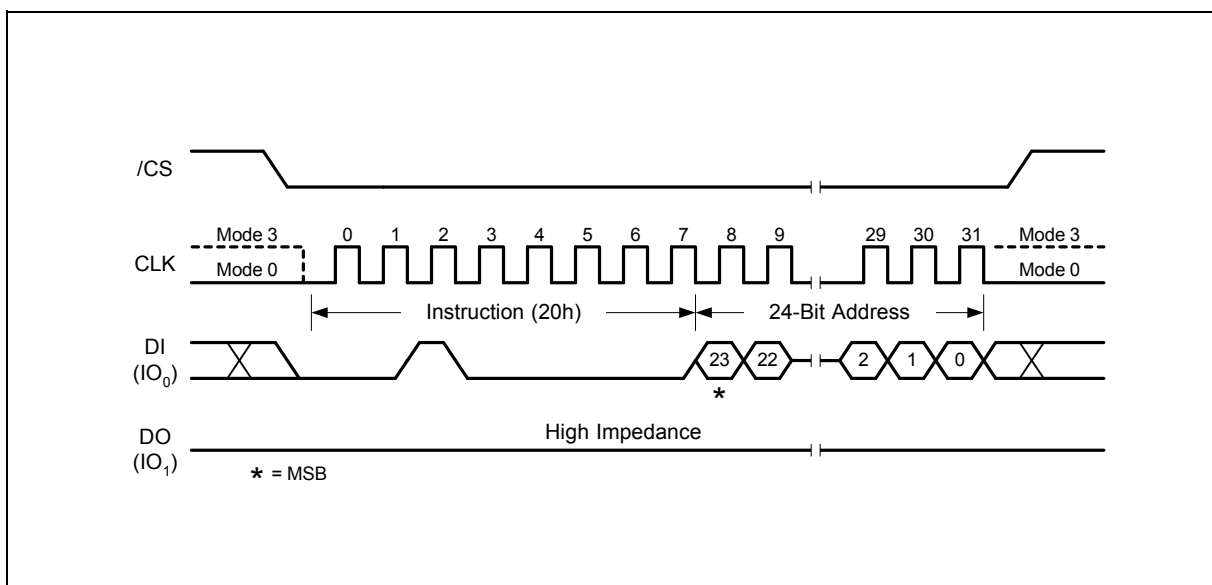 /CS
CLK
Mode 3
Mode 0
0 1 2 3 4 5 6 7 8 9 29 30 31
Mode 3
Mode 0
Instruction (20h)
24-Bit Address
DI
(IO₀)
23 22 2 1 0
*
DO
(IO₁)
High Impedance
* = MSB